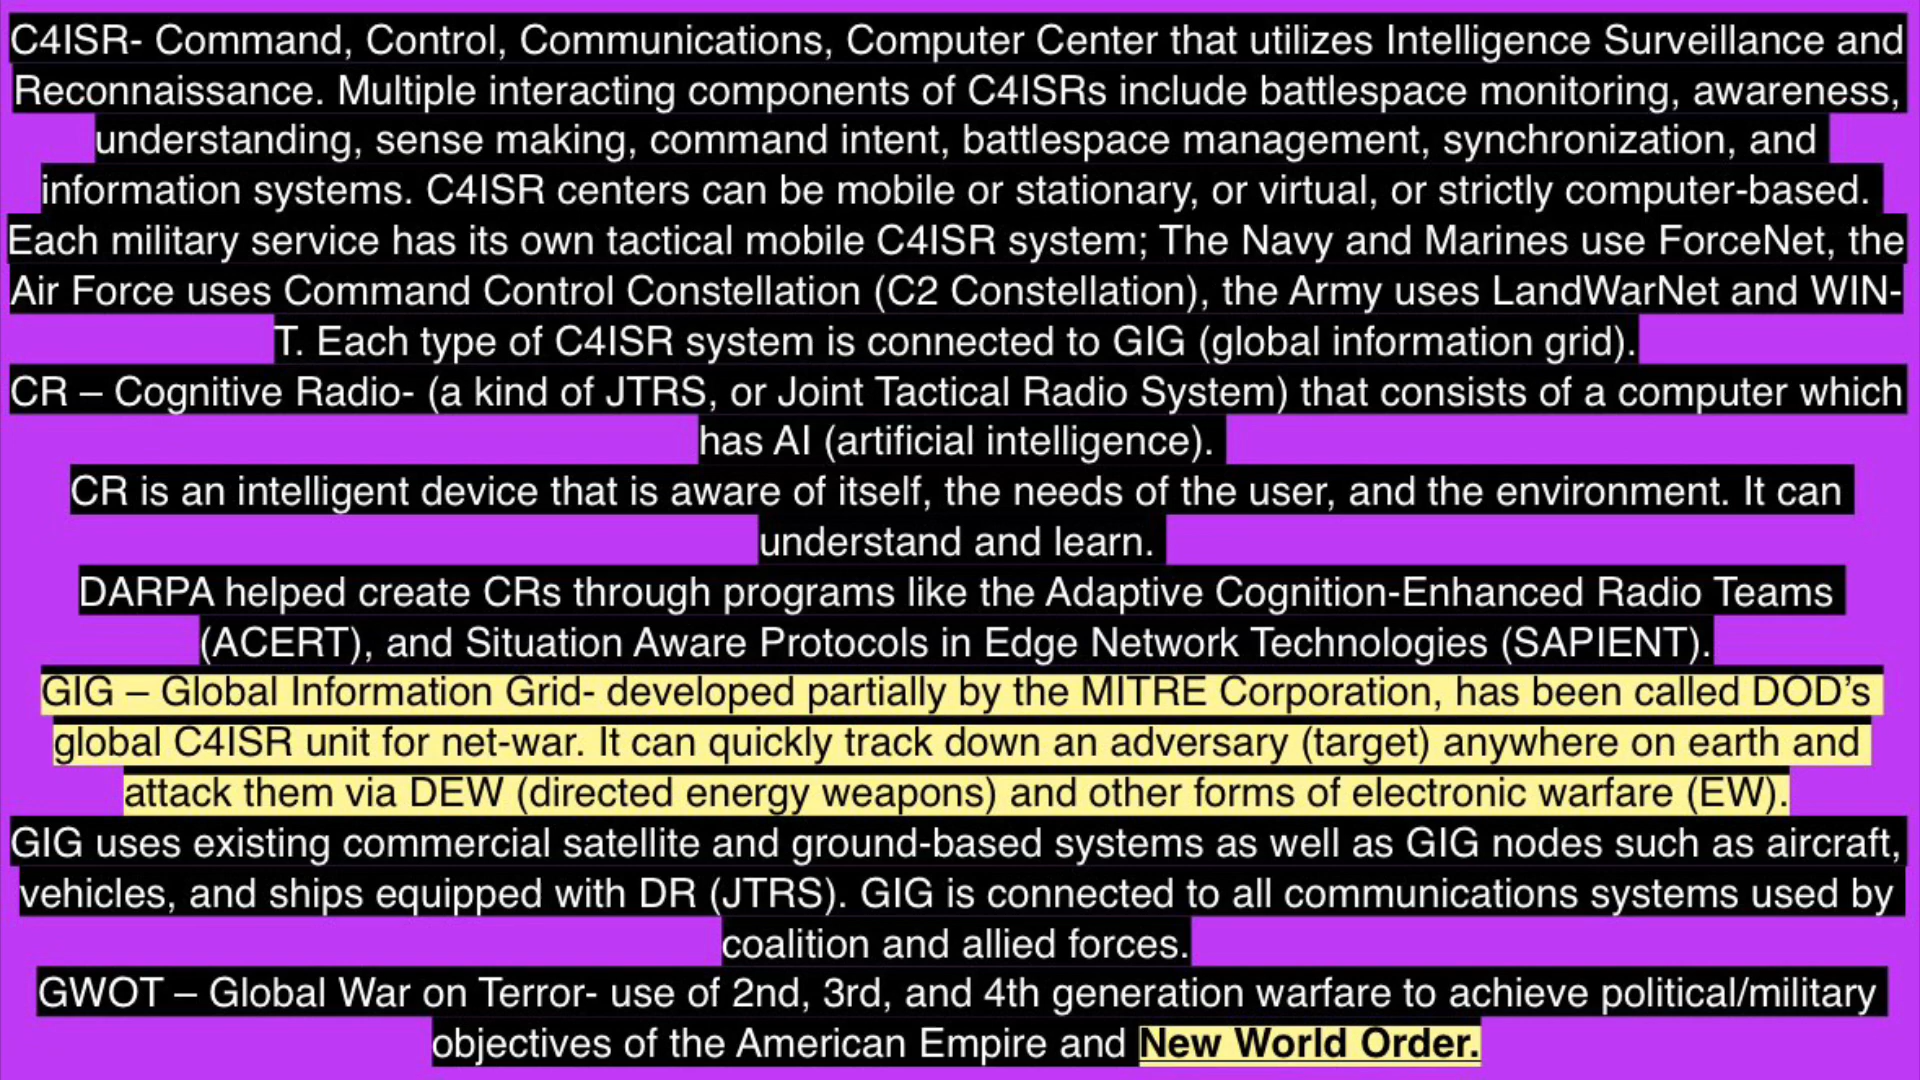 C4ISR- Command, Control, Communications, Computer Center that utilizes Intelligence Surveillance and
Reconnaissance. Multiple interacting components of C4ISRs include battlespace monitoring, awareness,
understanding, sense making, command intent, battlespace management, synchronization, and
information systems. C4ISR centers can be mobile or stationary, or virtual, or strictly computer-based.
Each military service has its own tactical mobile C4ISR system; The Navy and Marines use ForceNet, the
Air Force uses Command Control Constellation (C2 Constellation), the Army uses LandWarNet and WIN-
T. Each type of C4ISR system is connected to GIG (global information grid).
CR – Cognitive Radio- (a kind of JTRS, or Joint Tactical Radio System) that consists of a computer which
has AI (artificial intelligence).
CR is an intelligent device that is aware of itself, the needs of the user, and the environment. It can
understand and learn.
DARPA helped create CRs through programs like the Adaptive Cognition-Enhanced Radio Teams
(ACERT), and Situation Aware Protocols in Edge Network Technologies (SAPIENT).
GIG – Global Information Grid- developed partially by the MITRE Corporation, has been called DOD’s
global C4ISR unit for net-war. It can quickly track down an adversary (target) anywhere on earth and
attack them via DEW (directed energy weapons) and other forms of electronic warfare (EW).
GIG uses existing commercial satellite and ground-based systems as well as GIG nodes such as aircraft,
vehicles, and ships equipped with DR (JTRS). GIG is connected to all communications systems used by
coalition and allied forces.
GWOT – Global War on Terror- use of 2nd, 3rd, and 4th generation warfare to achieve political/military
objectives of the American Empire and New World Order.